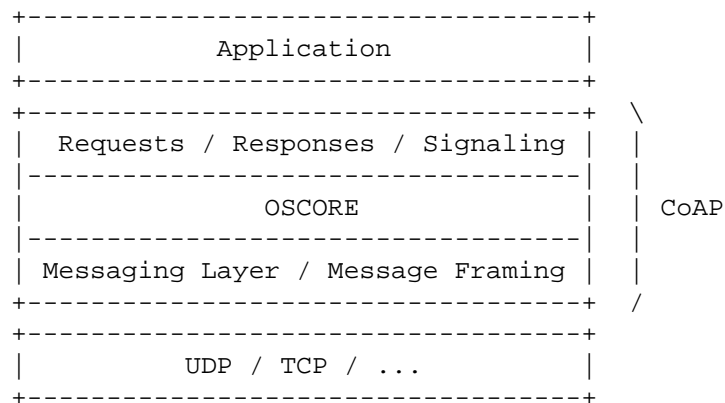 +-----------------------------------+
|            Application            |
+-----------------------------------+
+-----------------------------------+  \
|  Requests / Responses / Signaling |  |
|-----------------------------------|  |
|               OSCORE              |  | CoAP
|-----------------------------------|  |
| Messaging Layer / Message Framing |  |
+-----------------------------------+  /
+-----------------------------------+
|          UDP / TCP / ...          |
+-----------------------------------+